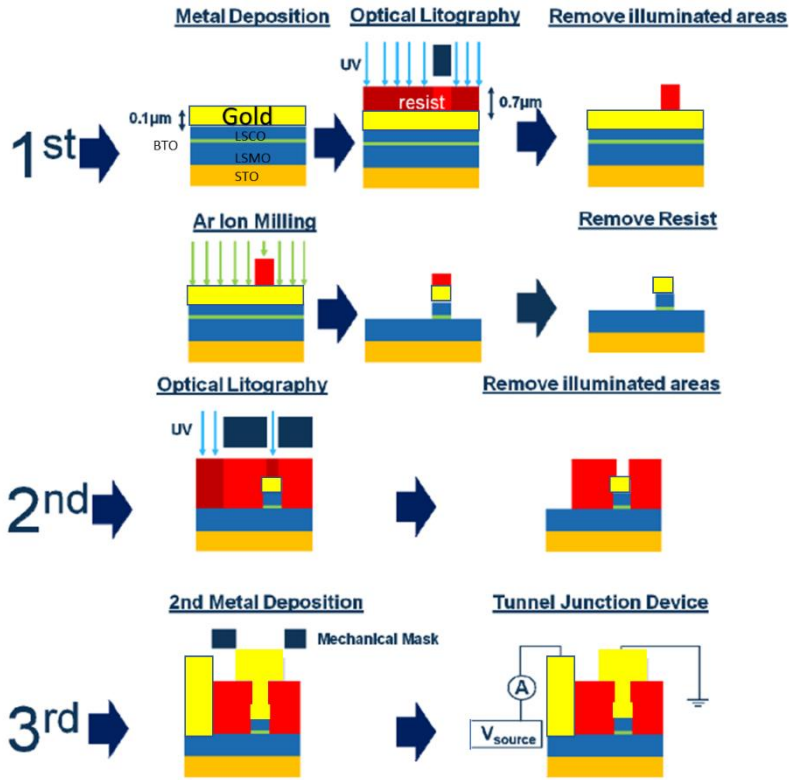 Metal Deposition
Optical Litography
Remove illuminated areas
UV
0.1µm
Gold
resist
0.7µm
1st
BTO
LSCO
LSMO
STO
Ar Ion Milling
Remove Resist
Optical Litography
Remove illuminated areas
UV
2nd
2nd Metal Deposition
Tunnel Junction Device
Mechanical Mask
A
3rd
Vsource